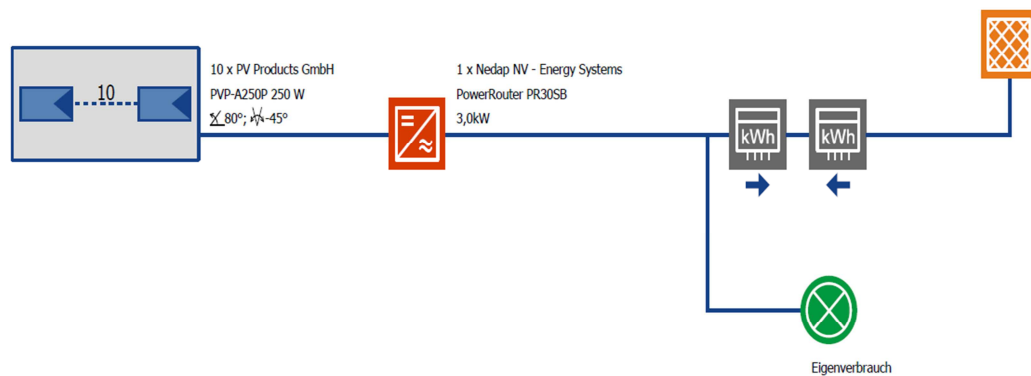 10
10 x PV Products GmbH
PVP-A250P 250 W
80°; -45°
1 x Nedap NV - Energy Systems
PowerRouter PR30SB
3,0kW
kWh
kWh
Eigenverbrauch